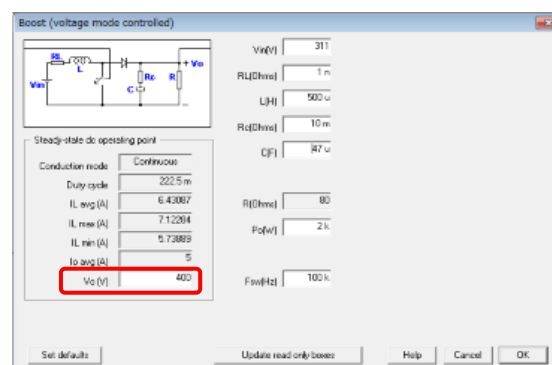 Boost (voltage mode controlled)
RL
L
Vin
C
Rc
R
+ Vo
Vin(V) 311
RL(Ohms) 1 n
L(H) 500 u
Rc(Ohms) 10 m
C(F) 47 u
R(Ohms) 80
Po(W) 2 k
Fsw(Hz) 100 k
Steady-state dc operating point
Conduction mode Continuous
Duty cycle 222.5 m
IL avg (A) 6.43087
IL max (A) 7.12284
IL min (A) 5.73889
Io avg (A) 5
Vo (V) 400
Set defaults
Update read only boxes
Help
Cancel
OK